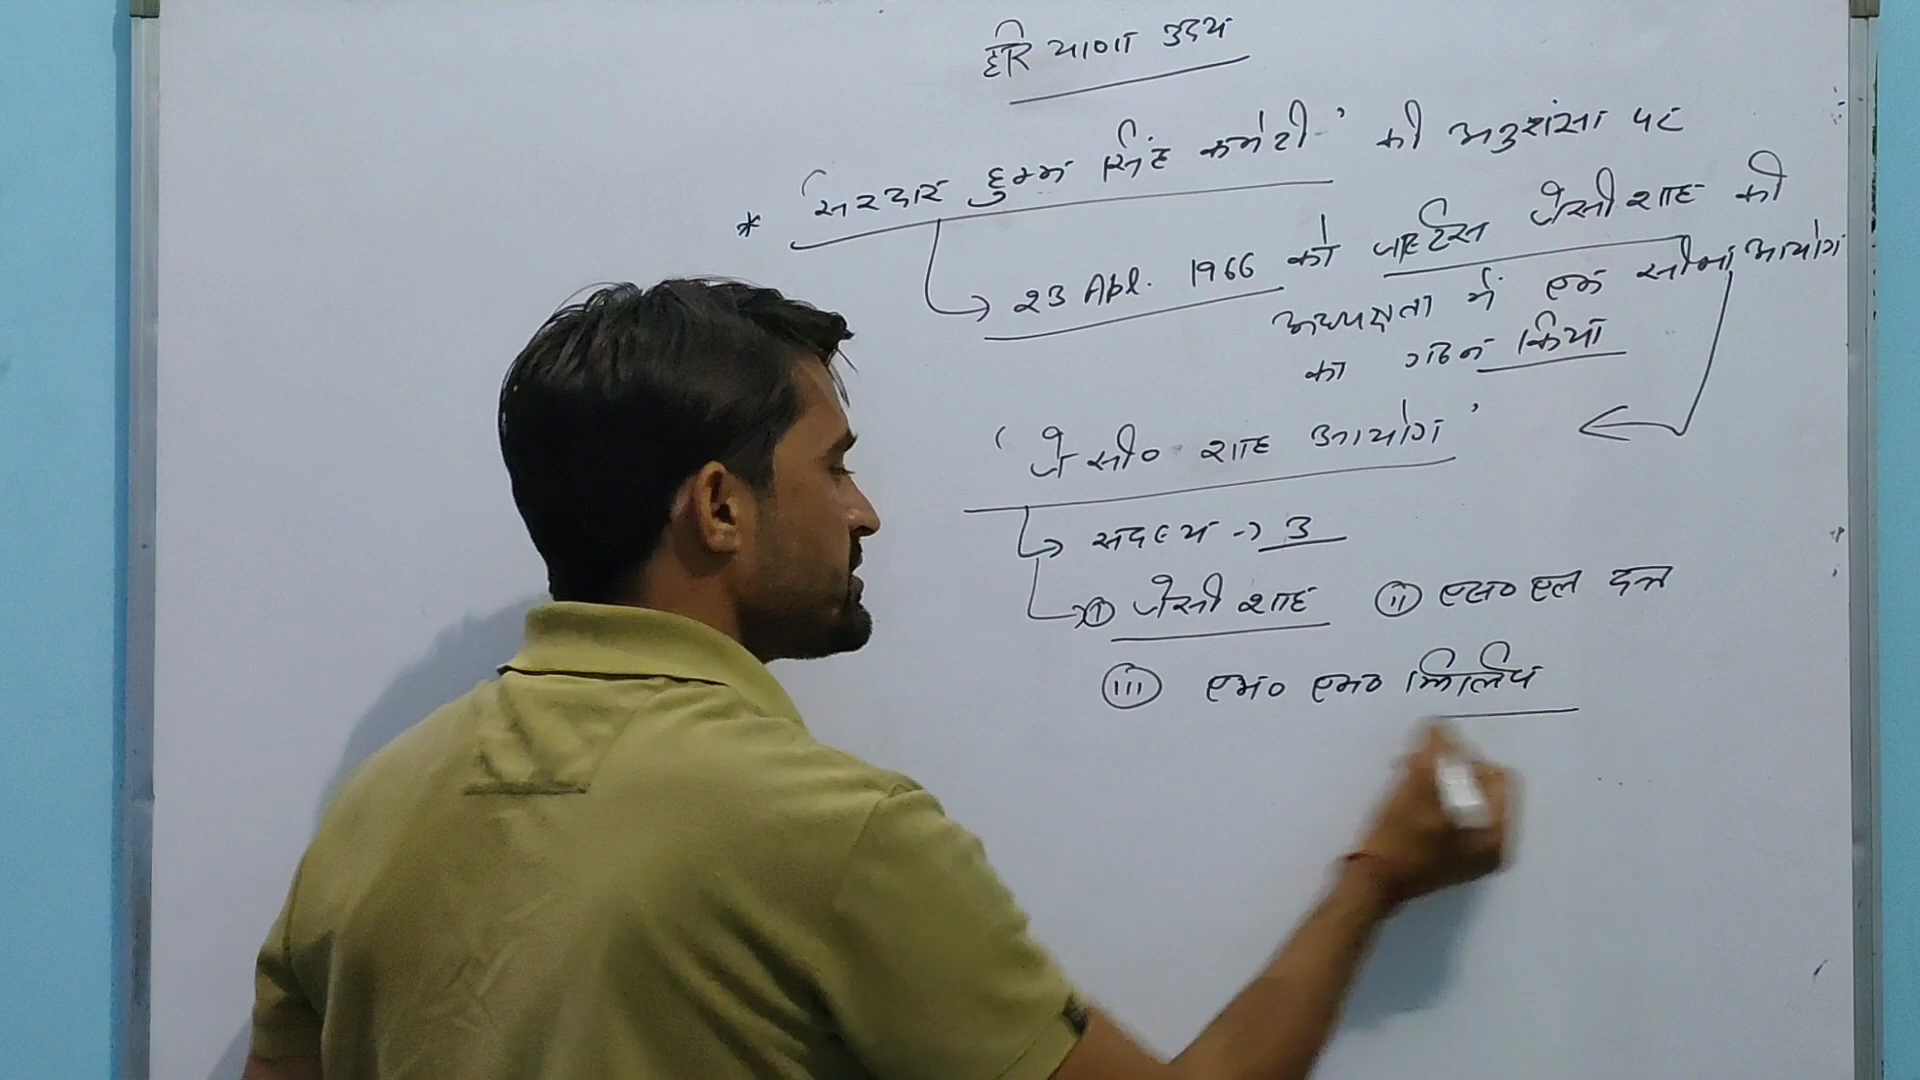 हरियाणा उदय
* सरदार हुक्म सिंह कमेटी' की अनुशंसा पर
→ 23 Apl. 1966 को जस्टिस जेसी शाह की
अध्यक्षता में एक सीमा आयोग
का गठन किया
'जे सी० शाह आयोग'
→ सदस्य → 3
→ (i) जेसी शाह (ii) एस० एल दत्त
(iii) एम० एम० फिलिप